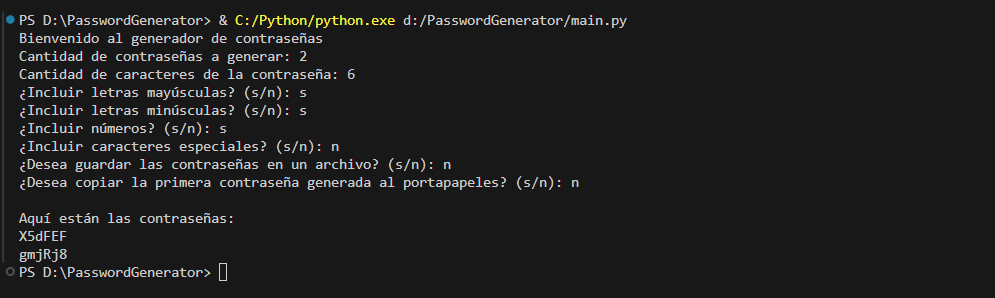 PS D:\PasswordGenerator> & C:/Python/python.exe d:/PasswordGenerator/main.py
Bienvenido al generador de contraseñas
Cantidad de contraseñas a generar: 2
Cantidad de caracteres de la contraseña: 6
¿Incluir letras mayúsculas? (s/n): s
¿Incluir letras minúsculas? (s/n): s
¿Incluir números? (s/n): s
¿Incluir caracteres especiales? (s/n): n
¿Desea guardar las contraseñas en un archivo? (s/n): n
¿Desea copiar la primera contraseña generada al portapapeles? (s/n): n
Aquí están las contraseñas:
X5dFEF
gmjRj8
PS D:\PasswordGenerator>